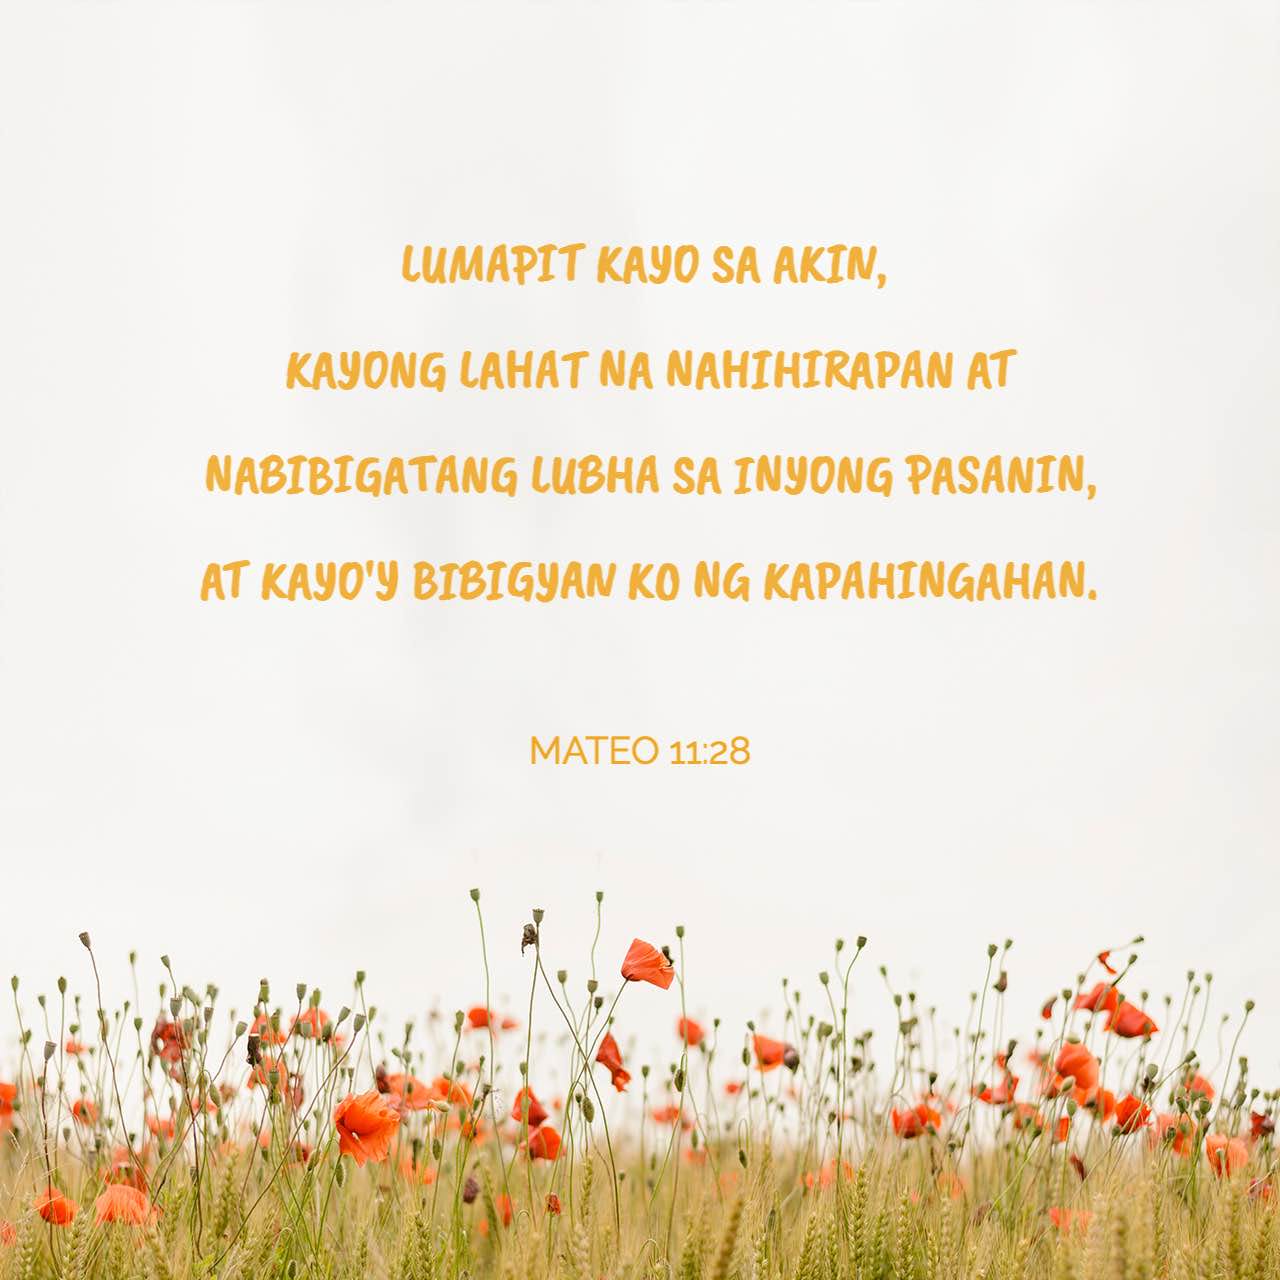 LUMAPIT KAYO SA AKIN,
KAYONG LAHAT NA NAHIHIRAPAN AT
NABIBIGATANG LUBHA SA INYONG PASANIN,
AT KAYO'Y BIBIGYAN KO NG KAPAHINGAHAN.
MATEO 11:28